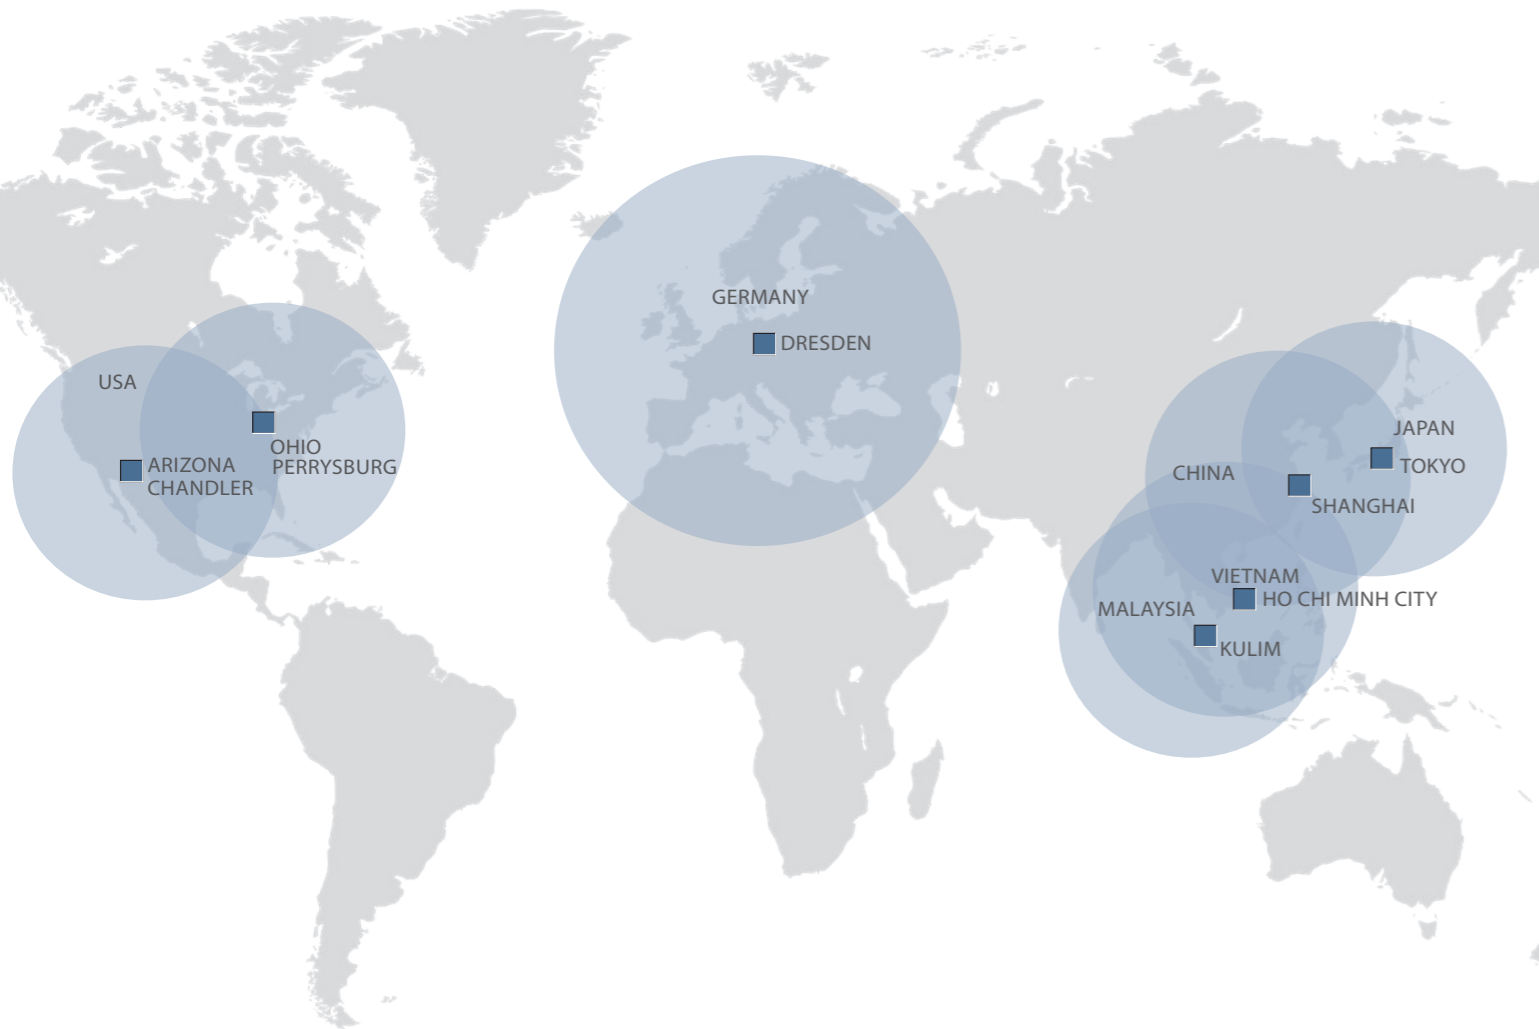 USA
ARIZONA
CHANDLER
OHIO
PERRYSBURG
GERMANY
DRESDEN
JAPAN
TOKYO
CHINA
SHANGHAI
VIETNAM
HO CHI MINH CITY
MALAYSIA
KULIM